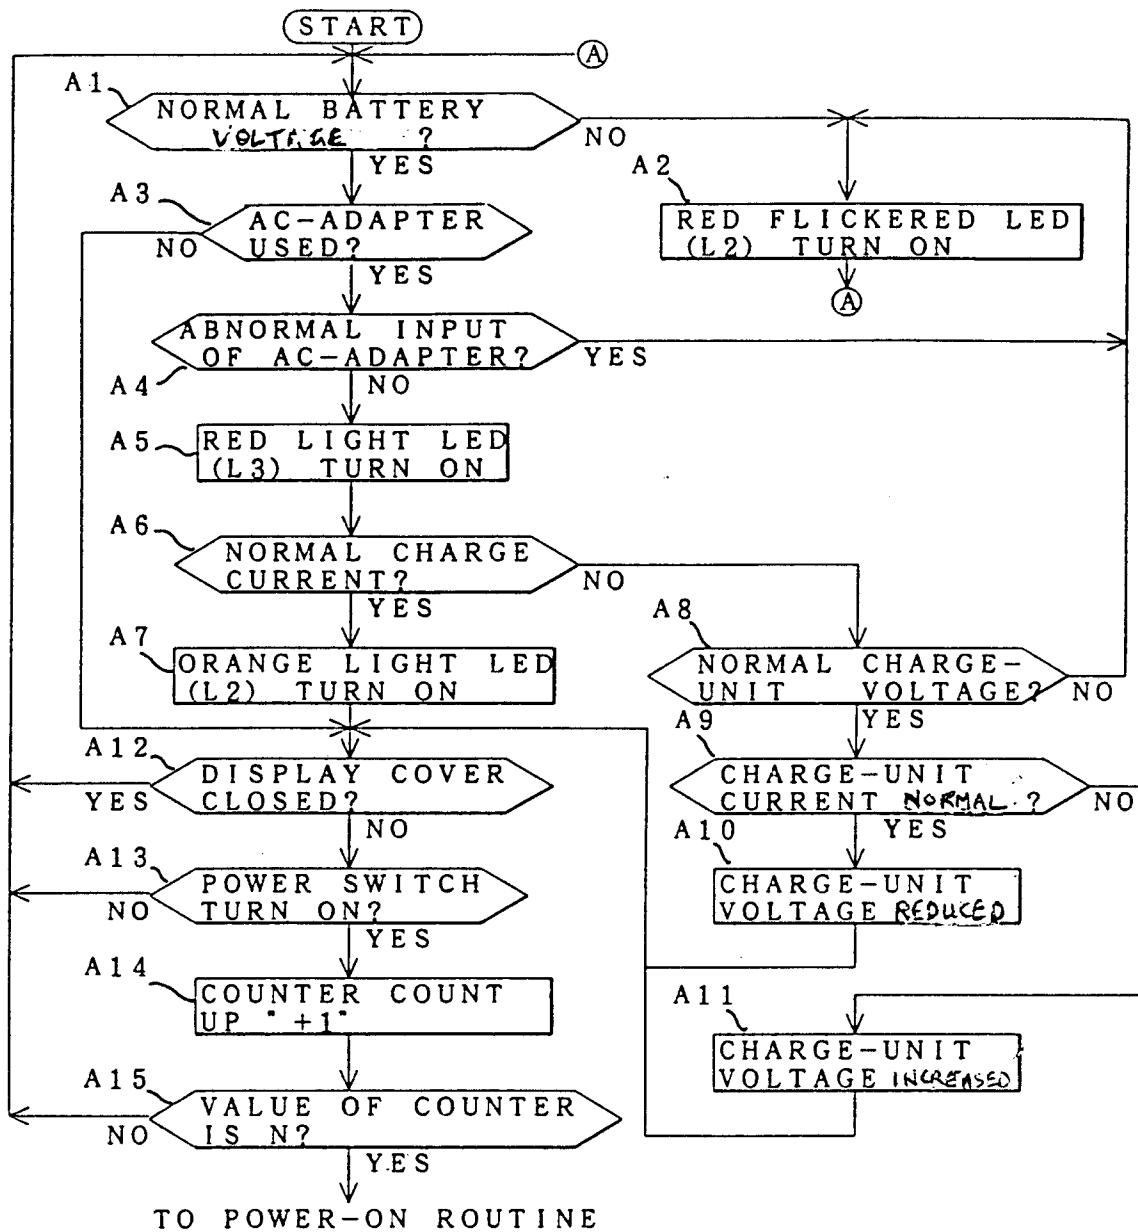 START
A
A1
NORMAL BATTERY
VOLTAGE ?
NO
YES
A2
RED FLICKERED LED
(L2) TURN ON
A
A3
AC-ADAPTER
USED?
NO
YES
ABNORMAL INPUT
OF AC-ADAPTER?
YES
A4
NO
A5
RED LIGHT LED
(L3) TURN ON
A6
NORMAL CHARGE
CURRENT?
NO
YES
A7
ORANGE LIGHT LED
(L2) TURN ON
A8
NORMAL CHARGE-
UNIT VOLTAGE?
NO
YES
A9
CHARGE-UNIT
CURRENT NORMAL ?
NO
YES
A10
CHARGE-UNIT
VOLTAGE REDUCED
A11
CHARGE-UNIT
VOLTAGE INCREASED
A12
DISPLAY COVER
CLOSED?
YES
NO
A13
POWER SWITCH
TURN ON?
NO
YES
A14
COUNTER COUNT
UP "+1"
A15
VALUE OF COUNTER
IS N?
NO
YES
TO POWER-ON ROUTINE